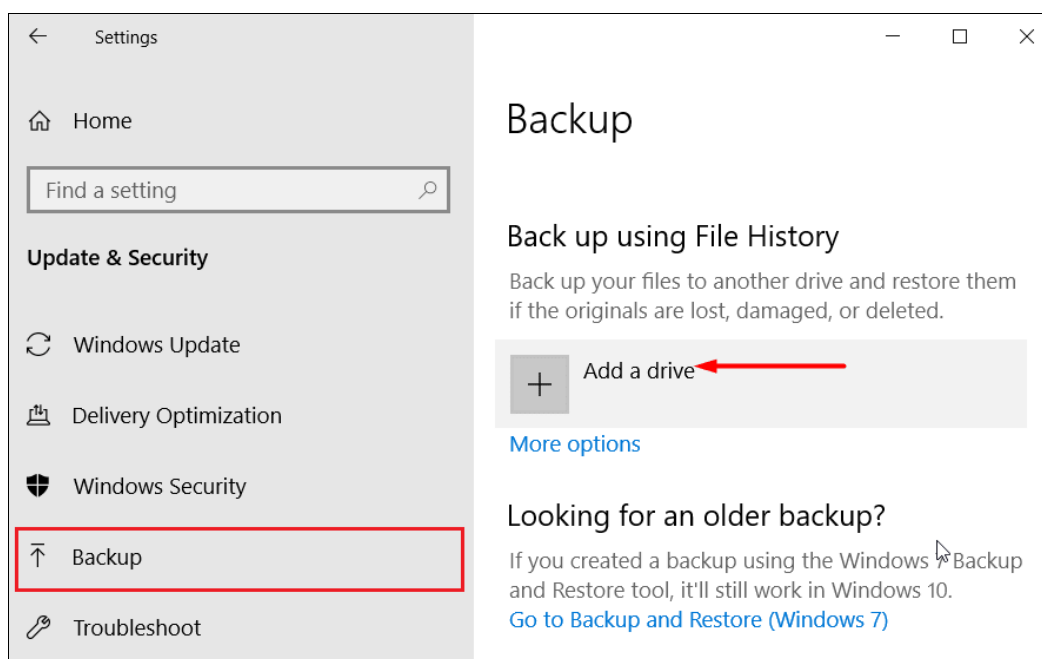 Settings
Home
Find a setting
Update & Security
Windows Update
Delivery Optimization
Windows Security
Backup
Troubleshoot
Backup
Back up using File History
Back up your files to another drive and restore them
if the originals are lost, damaged, or deleted.
Add a drive
More options
Looking for an older backup?
If you created a backup using the Windows 7 Backup
and Restore tool, it'll still work in Windows 10.
Go to Backup and Restore (Windows 7)